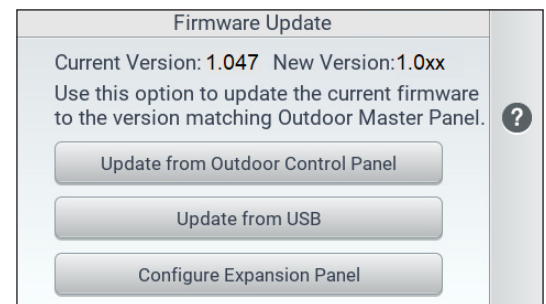 Firmware Update
Current Version: 1.047 New Version:1.0xx
Use this option to update the current firmware
to the version matching Outdoor Master Panel.
?
Update from Outdoor Control Panel
Update from USB
Configure Expansion Panel